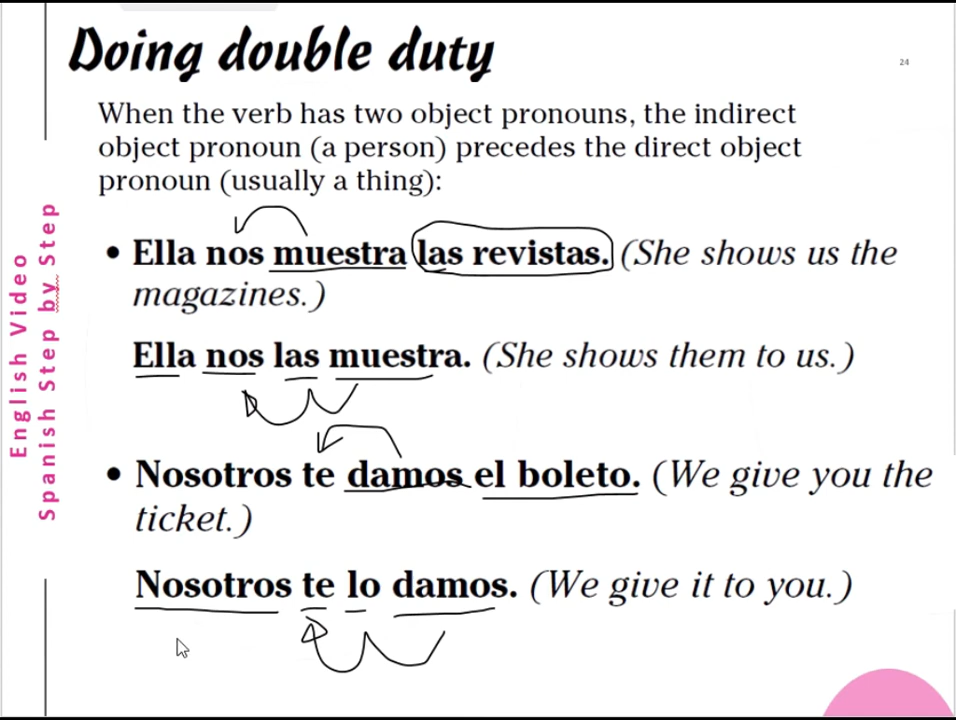 Doing double duty
24
When the verb has two object pronouns, the indirect
object pronoun (a person) precedes the direct object
pronoun (usually a thing):
• Ella nos muestra las revistas. (She shows us the
magazines.)
Ella nos las muestra. (She shows them to us.)
• Nosotros te damos el boleto. (We give you the
ticket.)
Nosotros te lo damos. (We give it to you.)
English Video
Spanish Step by Step